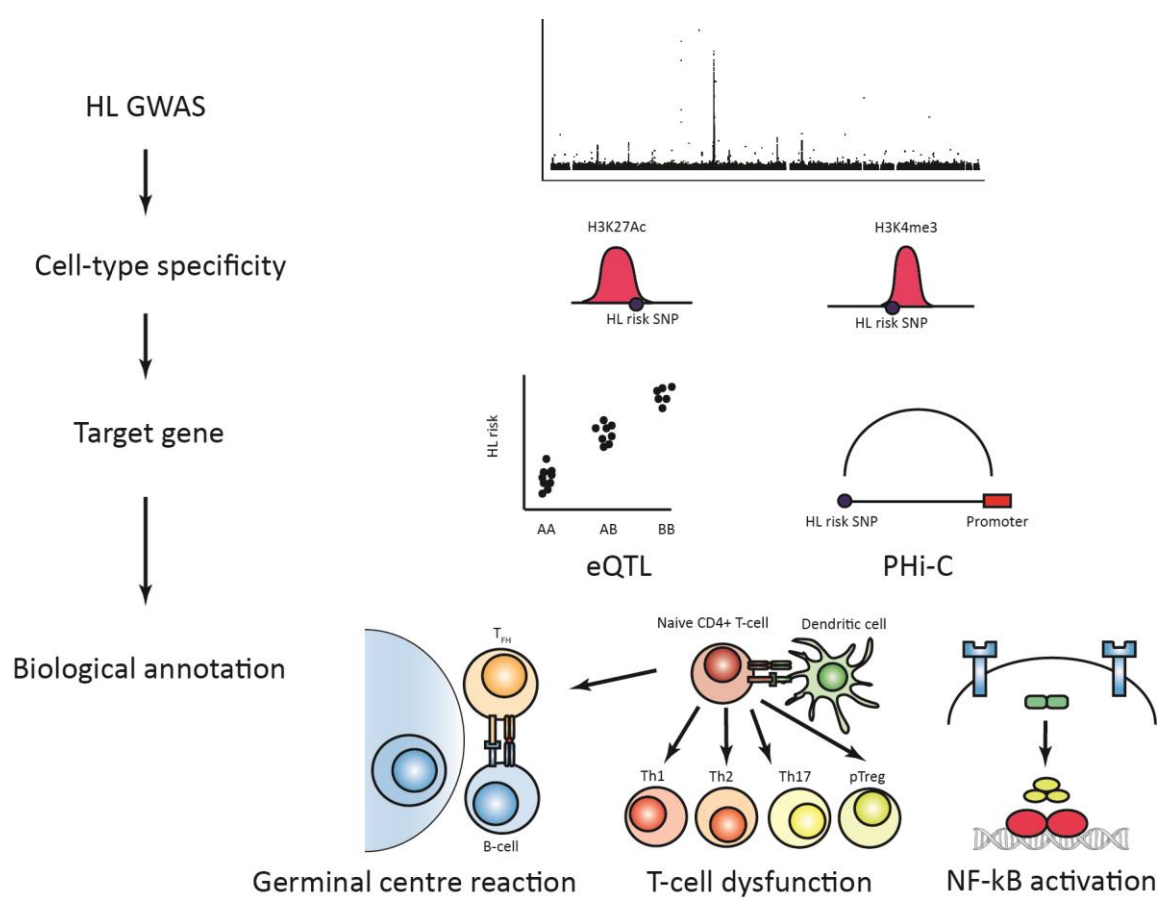 HL GWAS
Cell-type specificity
H3K27Ac
H3K4me3
HL risk SNP
HL risk SNP
Target gene
HL risk
AA
AB
BB
eQTL
HL risk SNP
Promoter
PHi-C
Biological annotation
TFH
B-cell
Naive CD4+ T-cell
Dendritic cell
Th1
Th2
Th17
pTreg
Germinal centre reaction
T-cell dysfunction
NF-kB activation